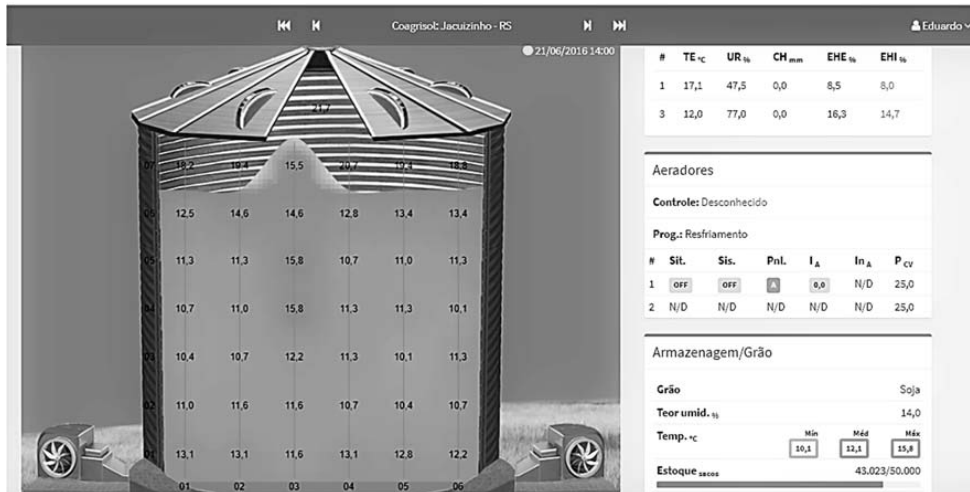 Coagrisol: Jacuizinho - RS
Eduardo
21/06/2016 14:00
# TE °C UR % CH mm EHE % EHI %
1 17,1 47,5 0,0 8,5 8,0
3 12,0 77,0 0,0 16,3 14,7
21,7
07 18,2 19,4 15,5 20,7 19,4 18,8
06 12,5 14,6 14,6 12,8 13,4 13,4
05 11,3 11,3 15,8 10,7 11,0 11,3
04 10,7 11,0 15,8 11,3 11,3 10,1
03 10,4 10,7 12,2 11,3 10,1 11,3
02 11,0 11,6 11,6 10,7 10,4 10,7
01 13,1 13,1 11,6 13,1 12,8 12,2
01 02 03 04 05 06
Aeradores
Controle: Desconhecido
Prog.: Resfriamento
# Sit. Sis. Pnl. I A In A P CV
1 OFF OFF A 0,0 N/D 25,0
2 N/D N/D N/D N/D N/D 25,0
Armazenagem/Grão
Grão Soja
Teor umid. % 14,0
Temp. °C Mín Méd Máx
10,1 12,1 15,8
Estoque sacos 43.023/50.000